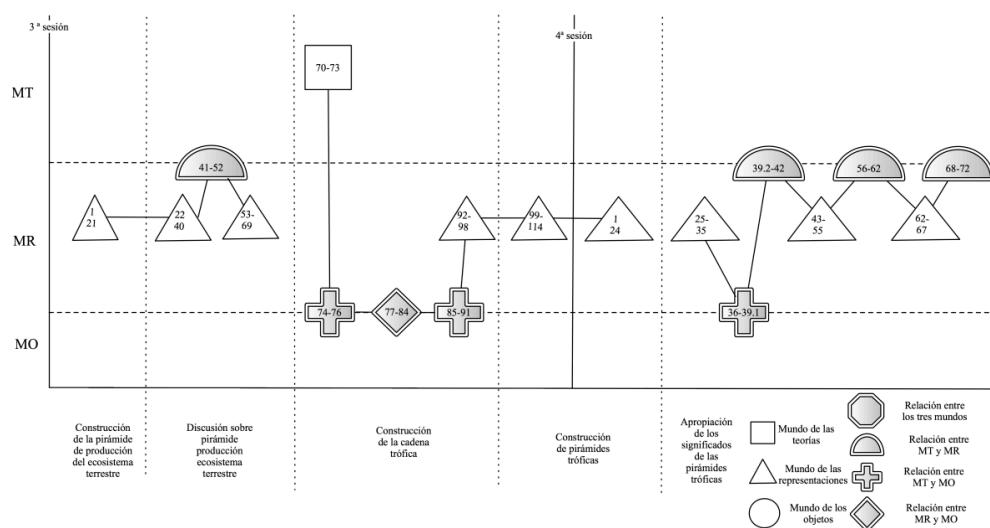 3ª sesión
4ª sesión
MT
70-73
41-52
39.2-42
56-62
68-72
MR
1
21
22
40
53-
69
92-
98
99-
114
1
24
25-
35
43-
55
62-
67
74-76
77-84
85-91
36-39.1
MO
Construcción
de la pirámide
de producción
del ecosistema
terrestre
Discusión sobre
pirámide
producción
ecosistema
terrestre
Construcción
de la cadena
trófica
Construcción
de pirámides
tróficas
Apropiación de
los significados
de las
pirámides
tróficas
Mundo de las
teorías
Mundo de las
representaciones
Mundo de los
objetos
Relación entre
los tres mundos
Relación entre
MT y MR
Relación entre
MT y MO
Relación entre
MR y MO